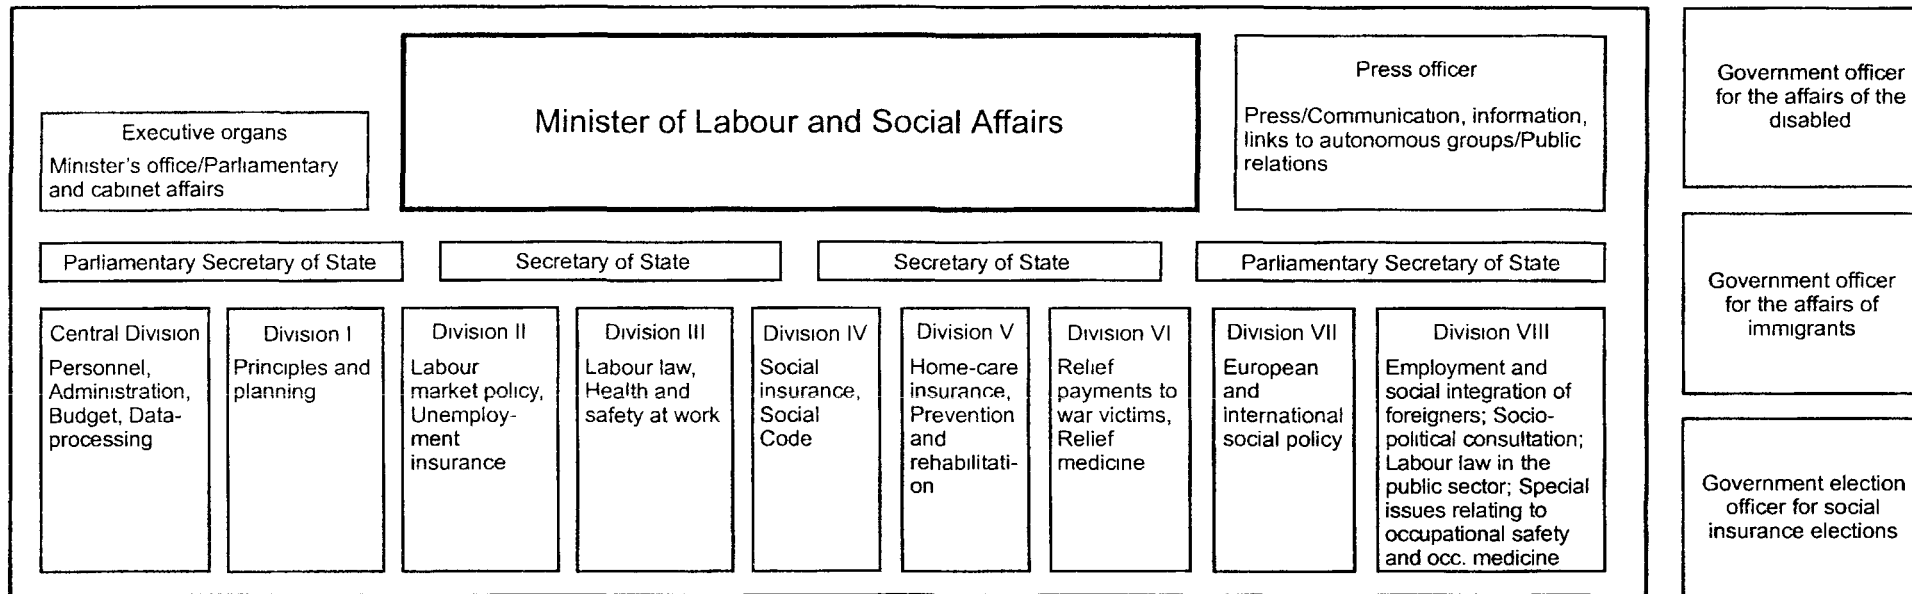 Executive organs
Minister's office/Parliamentary
and cabinet affairs
Minister of Labour and Social Affairs
Press officer
Press/Communication, information,
links to autonomous groups/Public
relations
Parliamentary Secretary of State
Secretary of State
Secretary of State
Parliamentary Secretary of State
Central Division
Personnel,
Administration,
Budget, Data-
processing
Division I
Principles and
planning
Division II
Labour
market policy,
Unemploy-
ment
insurance
Division III
Labour law,
Health and
safety at work
Division IV
Social
insurance,
Social
Code
Division V
Home-care
insurance,
Prevention
and
rehabilitati-
on
Division VI
Relief
payments to
war victims,
Relief
medicine
Division VII
European
and
international
social policy
Division VIII
Employment and
social integration of
foreigners; Socio-
political consultation;
Labour law in the
public sector; Special
issues relating to
occupational safety
and occ. medicine
Government officer
for the affairs of the
disabled
Government officer
for the affairs of
immigrants
Government election
officer for social
insurance elections